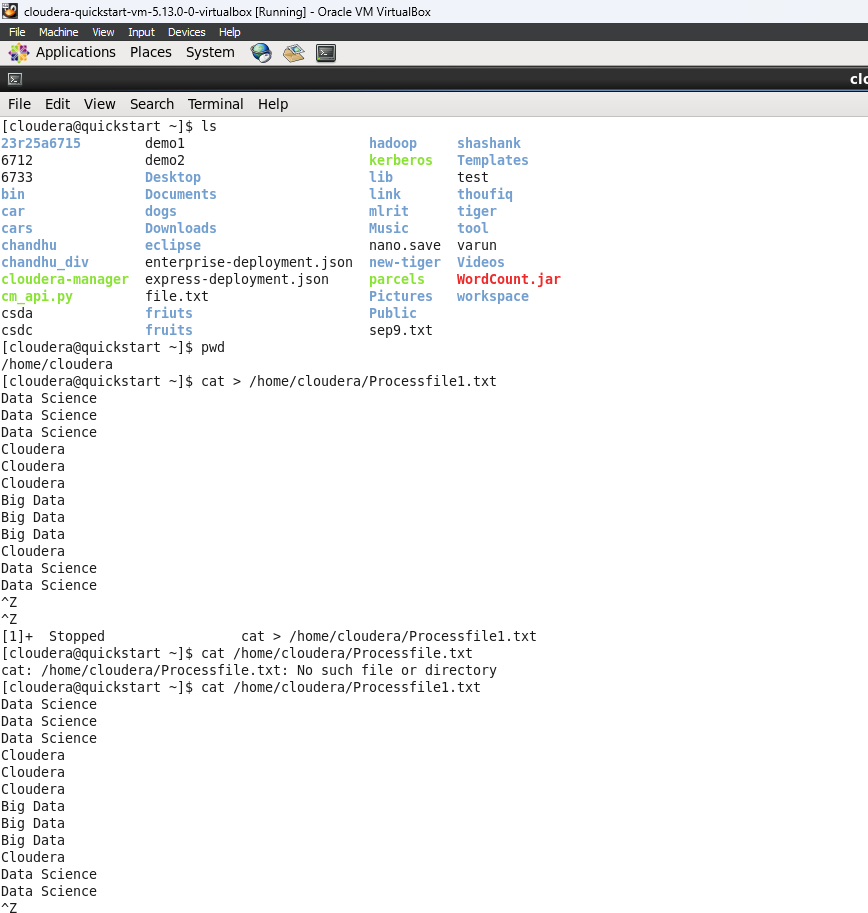 cloudera-quickstart-vm-5.13.0-0-virtualbox [Running] - Oracle VM VirtualBox
File Machine View Input Devices Help
Applications Places System
clo
File Edit View Search Terminal Help
[cloudera@quickstart ~]$ ls
23r25a6715 demo1 hadoop shashank
6712 demo2 kerberos Templates
6733 Desktop lib test
bin Documents link thoufiq
car dogs mlrit tiger
cars Downloads Music tool
chandhu eclipse nano.save varun
chandhu_div enterprise-deployment.json new-tiger Videos
cloudera-manager express-deployment.json parcels WordCount.jar
cm_api.py file.txt Pictures workspace
csda friuts Public
csdc fruits sep9.txt
[cloudera@quickstart ~]$ pwd
/home/cloudera
[cloudera@quickstart ~]$ cat > /home/cloudera/Processfile1.txt
Data Science
Data Science
Data Science
Cloudera
Cloudera
Cloudera
Big Data
Big Data
Big Data
Cloudera
Data Science
Data Science
^Z
^Z
[1]+  Stopped                 cat > /home/cloudera/Processfile1.txt
[cloudera@quickstart ~]$ cat /home/cloudera/Processfile.txt
cat: /home/cloudera/Processfile.txt: No such file or directory
[cloudera@quickstart ~]$ cat /home/cloudera/Processfile1.txt
Data Science
Data Science
Data Science
Cloudera
Cloudera
Cloudera
Big Data
Big Data
Big Data
Cloudera
Data Science
Data Science
^Z